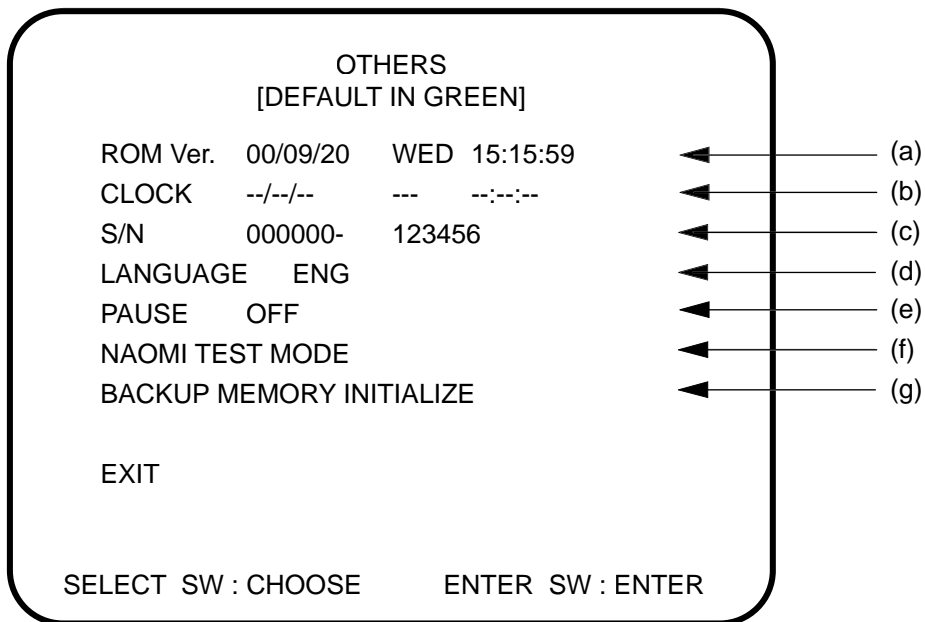 OTHERS
[DEFAULT IN GREEN]
ROM Ver. 00/09/20 WED 15:15:59 (a)
CLOCK --/--/-- --- --:--:-- (b)
S/N 000000- 123456 (c)
LANGUAGE ENG (d)
PAUSE OFF (e)
NAOMI TEST MODE (f)
BACKUP MEMORY INITIALIZE (g)
EXIT
SELECT SW : CHOOSE ENTER SW : ENTER